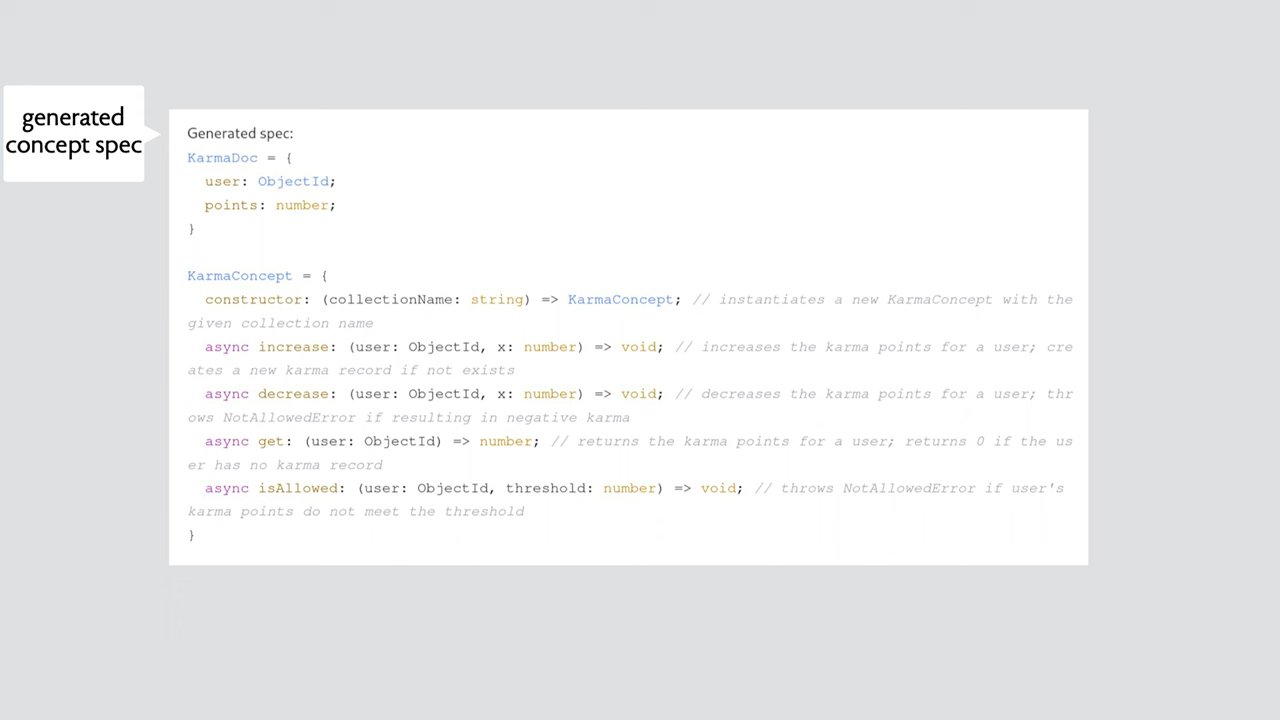 generated
concept spec
Generated spec:
KarmaDoc = {
user: ObjectId;
points: number;
}
KarmaConcept = {
constructor: (collectionName: string) => KarmaConcept; // instantiates a new KarmaConcept with the
given collection name
async increase: (user: ObjectId, x: number) => void; // increases the karma points for a user; cre
ates a new karma record if not exists
async decrease: (user: ObjectId, x: number) => void; // decreases the karma points for a user; thr
ows NotAllowedError if resulting in negative karma
async get: (user: ObjectId) => number; // returns the karma points for a user; returns 0 if the us
er has no karma record
async isAllowed: (user: ObjectId, threshold: number) => void; // throws NotAllowedError if user's
karma points do not meet the threshold
}